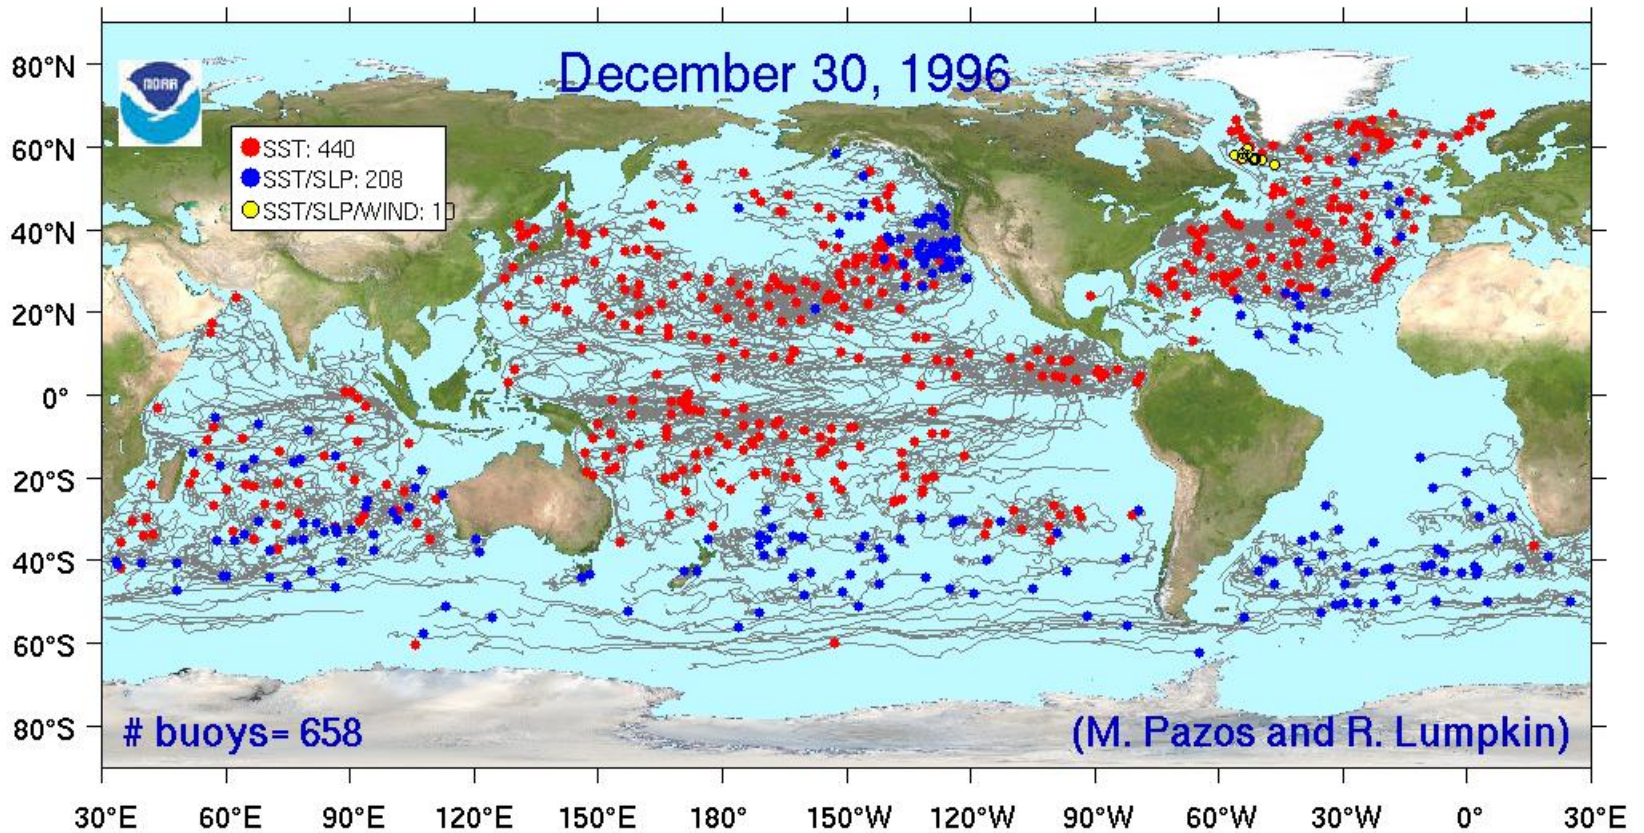 December 30, 1996
80°N
60°N
40°N
20°N
0°
20°S
40°S
60°S
80°S
NOAA
SST: 440
SST/SLP: 208
SST/SLP/WIND: 10
# buoys= 658
(M. Pazos and R. Lumpkin)
30°E 60°E 90°E 120°E 150°E 180° 150°W 120°W 90°W 60°W 30°W 0° 30°E